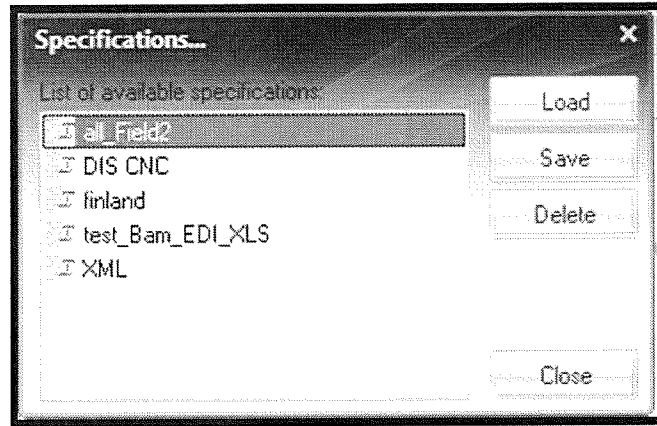 Specifications...
List of available specifications:
all_Field2
DIS CNC
finland
test_Bam_EDI_XLS
XML
Load
Save
Delete
Close